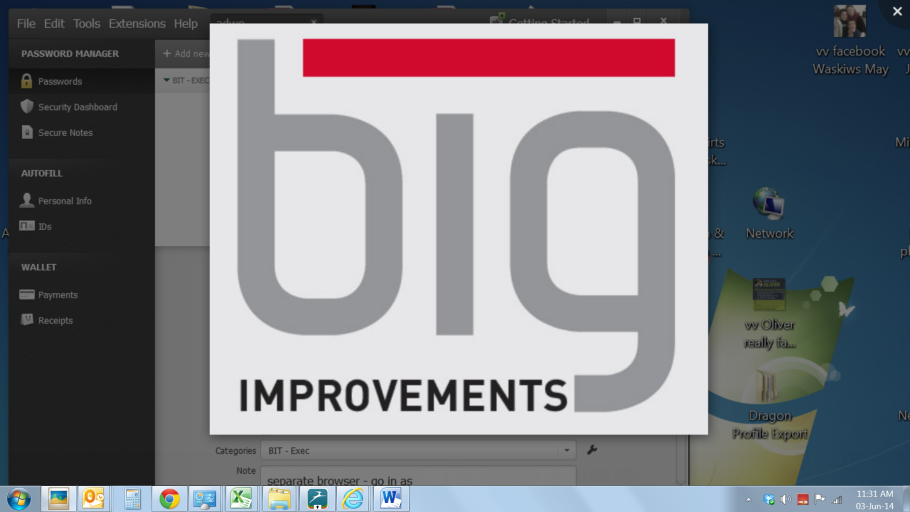 File Edit Tools Extensions Help
Getting Started
PASSWORD MANAGER
+ Add new
Passwords
BIT - EXEC
Security Dashboard
Secure Notes
AUTOFILL
Personal Info
IDs
WALLET
Payments
Receipts
big
IMPROVEMENTS
Categories BIT - Exec
Note
separate browser - go in as
vv facebook
Waskiws May
Network
vv Oliver
really fa...
Dragon
Profile Export
11:31 AM
03-Jun-14